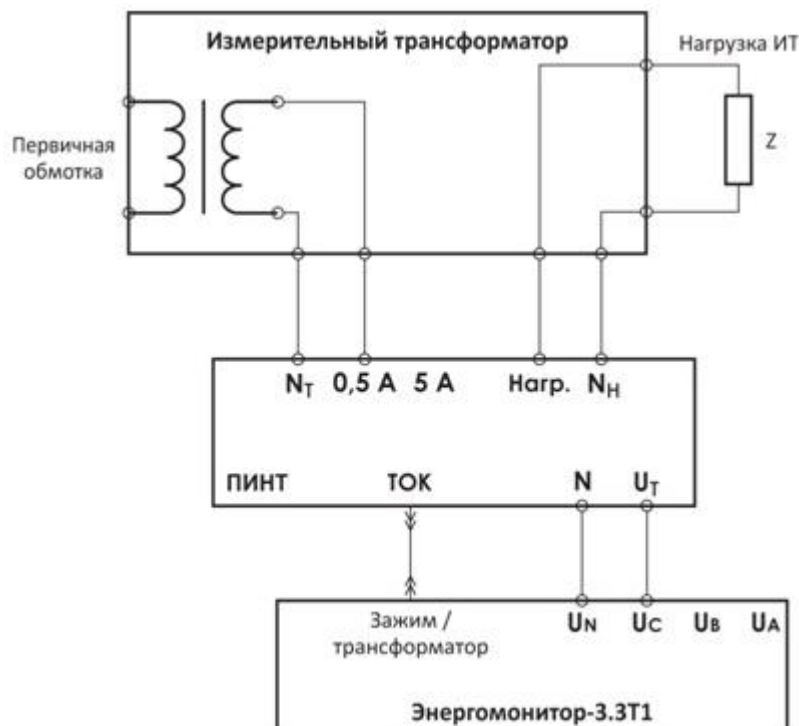 Измерительный трансформатор
Нагрузка ИТ
Первичная
обмотка
Z
NТ 0,5 А 5 А Нагр. NН
ПИНТ ТОК N UТ
Зажим /
трансформатор
UN UC UB UA
Энергомонитор-3.3Т1